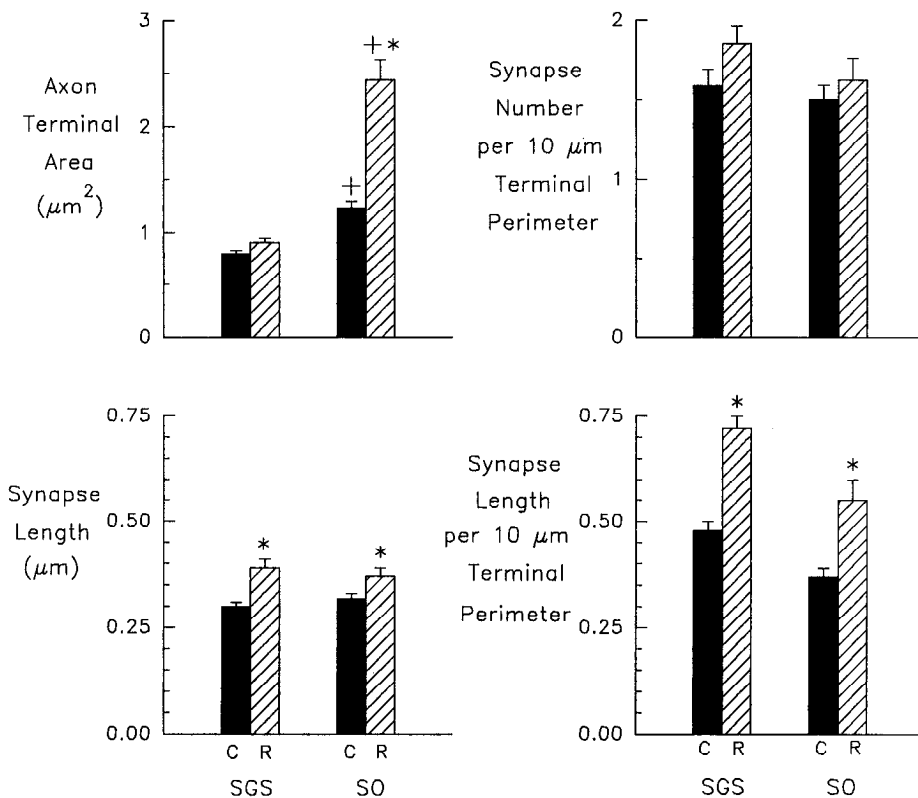 Axon
Terminal
Area
(μm²)
3
2
1
0
+
+ *
Synapse
Number
per 10 μm
Terminal
Perimeter
2
1
0
Synapse
Length
(μm)
0.75
0.50
0.25
0.00
*
*
C R C R
SGS SO
Synapse
Length
per 10 μm
Terminal
Perimeter
0.75
0.50
0.25
0.00
*
*
C R C R
SGS SO